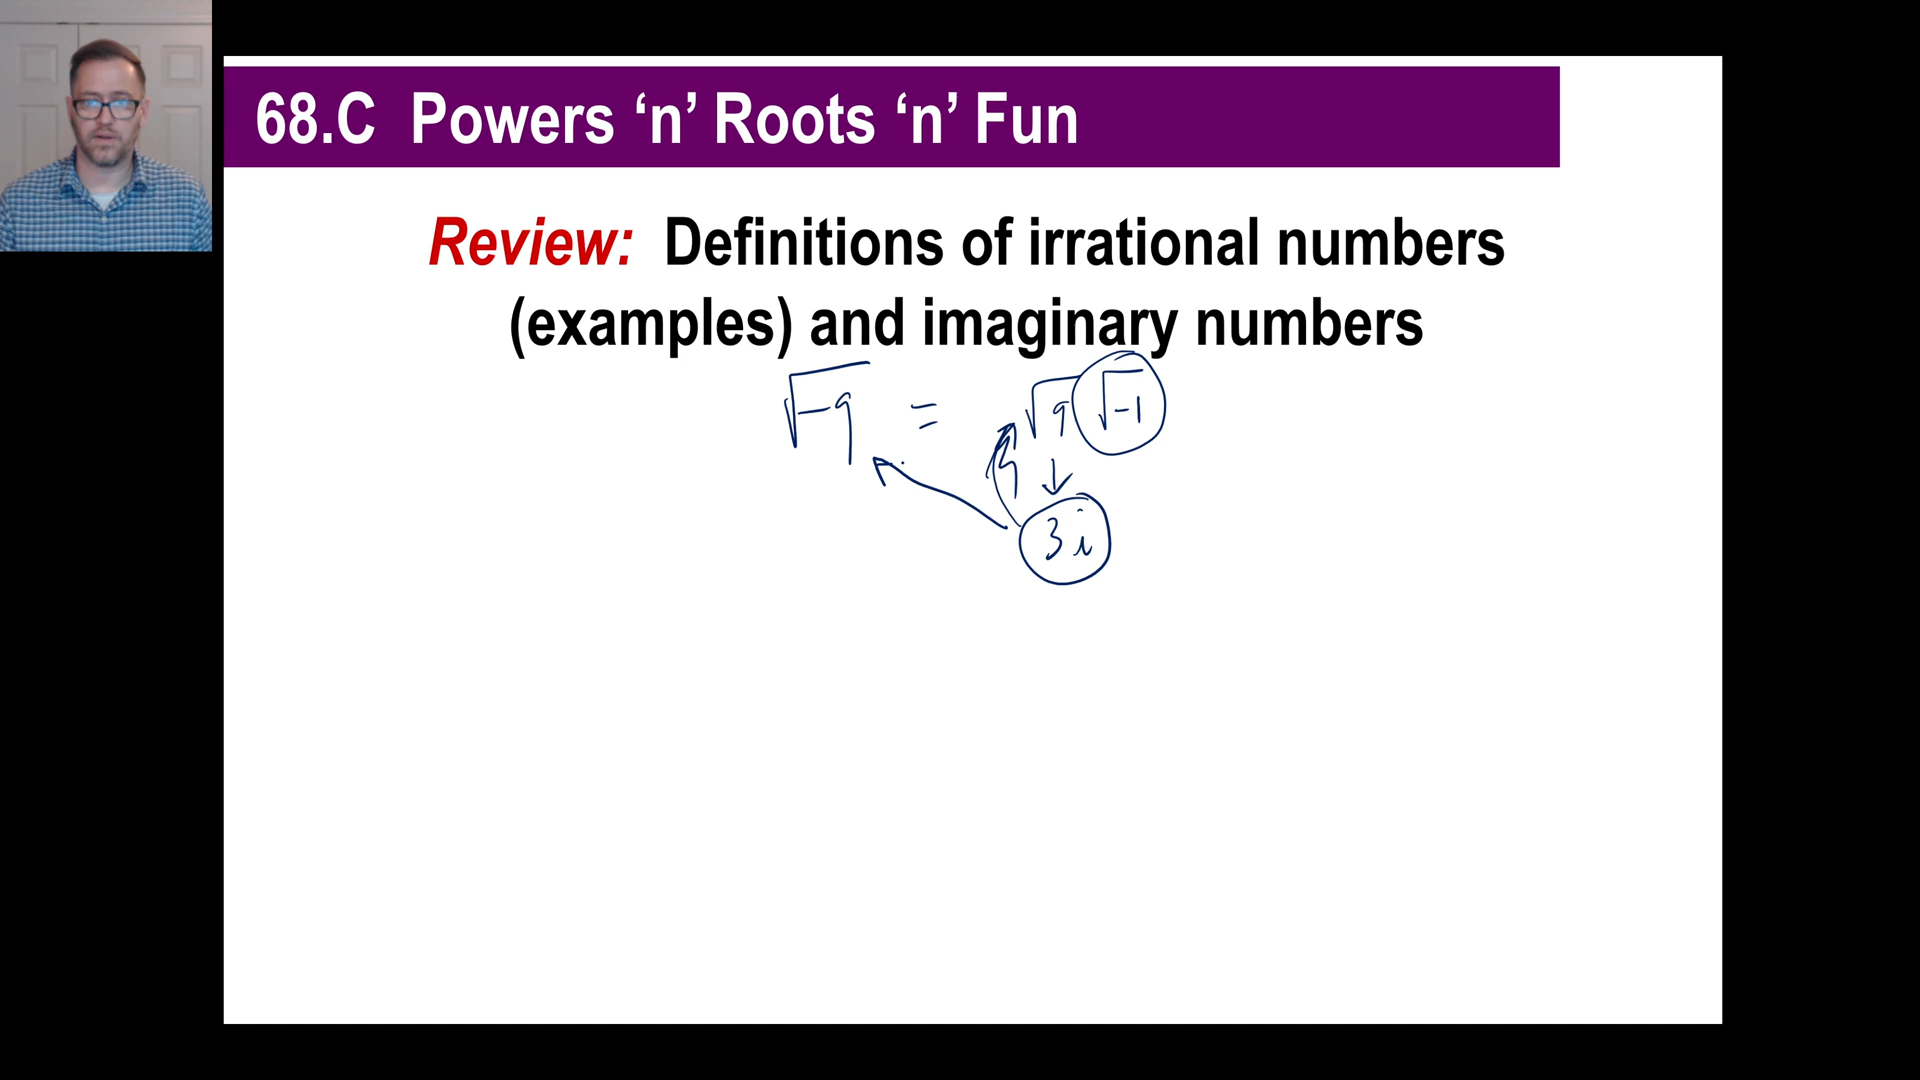 68.C Powers ‘n’ Roots ‘n’ Fun
Review: Definitions of irrational numbers
(examples) and imaginary numbers
√-9 = √9 √-1
3i